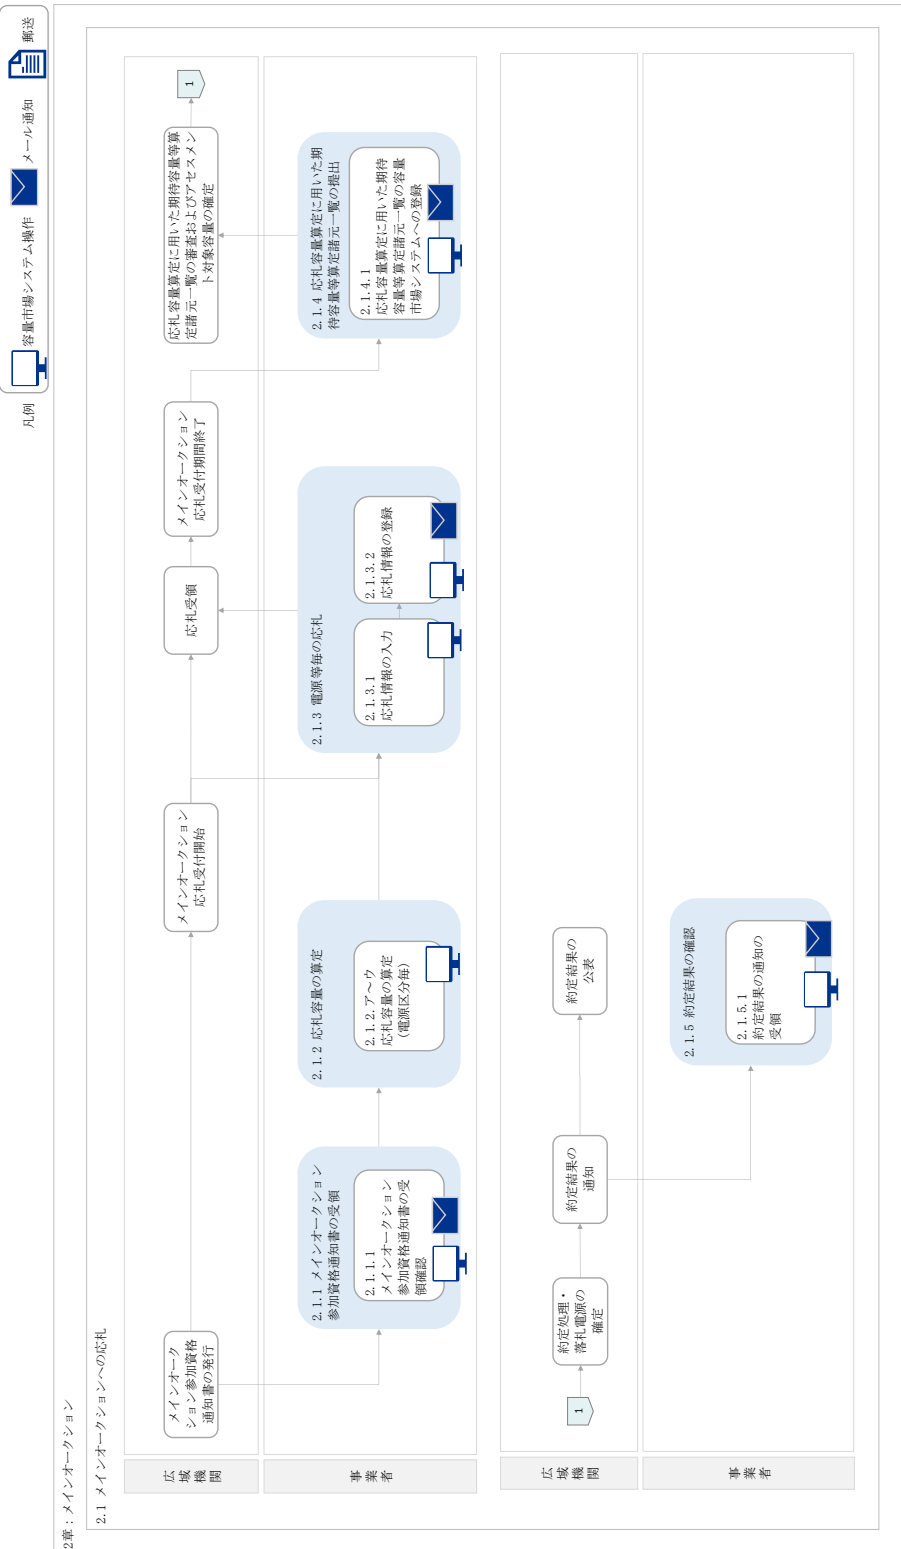 凡例
容量市場システム操作
メール通知
郵送
2章：メインオークション
2.1 メインオークションへの応札
広域
機関
メインオーク
ション参加資格
通知書の発行
メインオークション
応札受付開始
応札受領
メインオークション
応札受付期間終了
応札容量算定に用いた期待容量等算
定諸元一覧の審査およびアセスメン
ト対象容量の確定
1
事業
者
2.1.1 メインオークション
参加資格通知書の受領
2.1.1.1
メインオークション
参加資格通知書の受
領確認
2.1.2 応札容量の算定
2.1.2.ア～ウ
応札容量の算定
（電源区分毎）
2.1.3 電源等毎の応札
2.1.3.1
応札情報の入力
2.1.3.2
応札情報の登録
2.1.4 応札容量算定に用いた期
待容量等算定諸元一覧の提出
2.1.4.1
応札容量算定に用いた期待
容量等算定諸元一覧の容量
市場システムへの登録
広域
機関
1
約定処理・
落札電源の
確定
約定結果の
通知
約定結果の
公表
事業
者
2.1.5 約定結果の確認
2.1.5.1
約定結果の通知の
受領